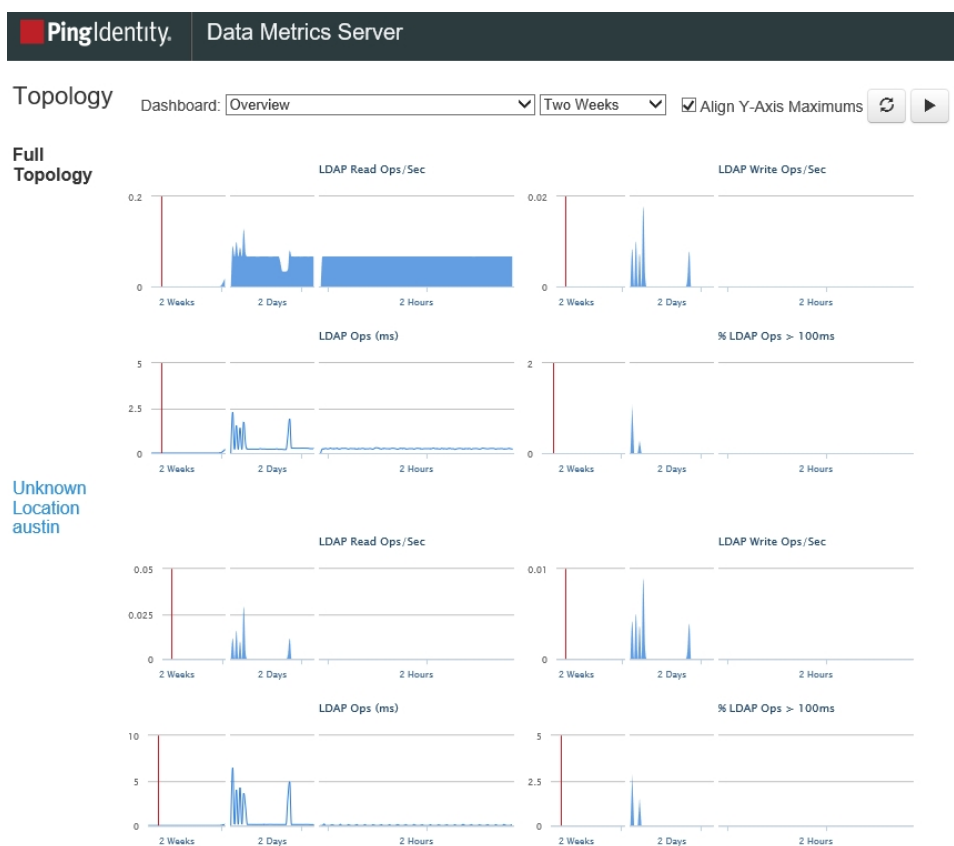 PingIdentity. Data Metrics Server
Topology Dashboard: Overview Two Weeks Align Y-Axis Maximums
Full
Topology
LDAP Read Ops/Sec LDAP Write Ops/Sec
0.2 0.02
0 0
2 Weeks 2 Days 2 Hours 2 Weeks 2 Days 2 Hours
LDAP Ops (ms) % LDAP Ops > 100ms
5 2
2.5
0 0
2 Weeks 2 Days 2 Hours 2 Weeks 2 Days 2 Hours
Unknown
Location
austin
LDAP Read Ops/Sec LDAP Write Ops/Sec
0.05 0.01
0.025
0 0
2 Weeks 2 Days 2 Hours 2 Weeks 2 Days 2 Hours
LDAP Ops (ms) % LDAP Ops > 100ms
10 5
5 2.5
0 0
2 Weeks 2 Days 2 Hours 2 Weeks 2 Days 2 Hours